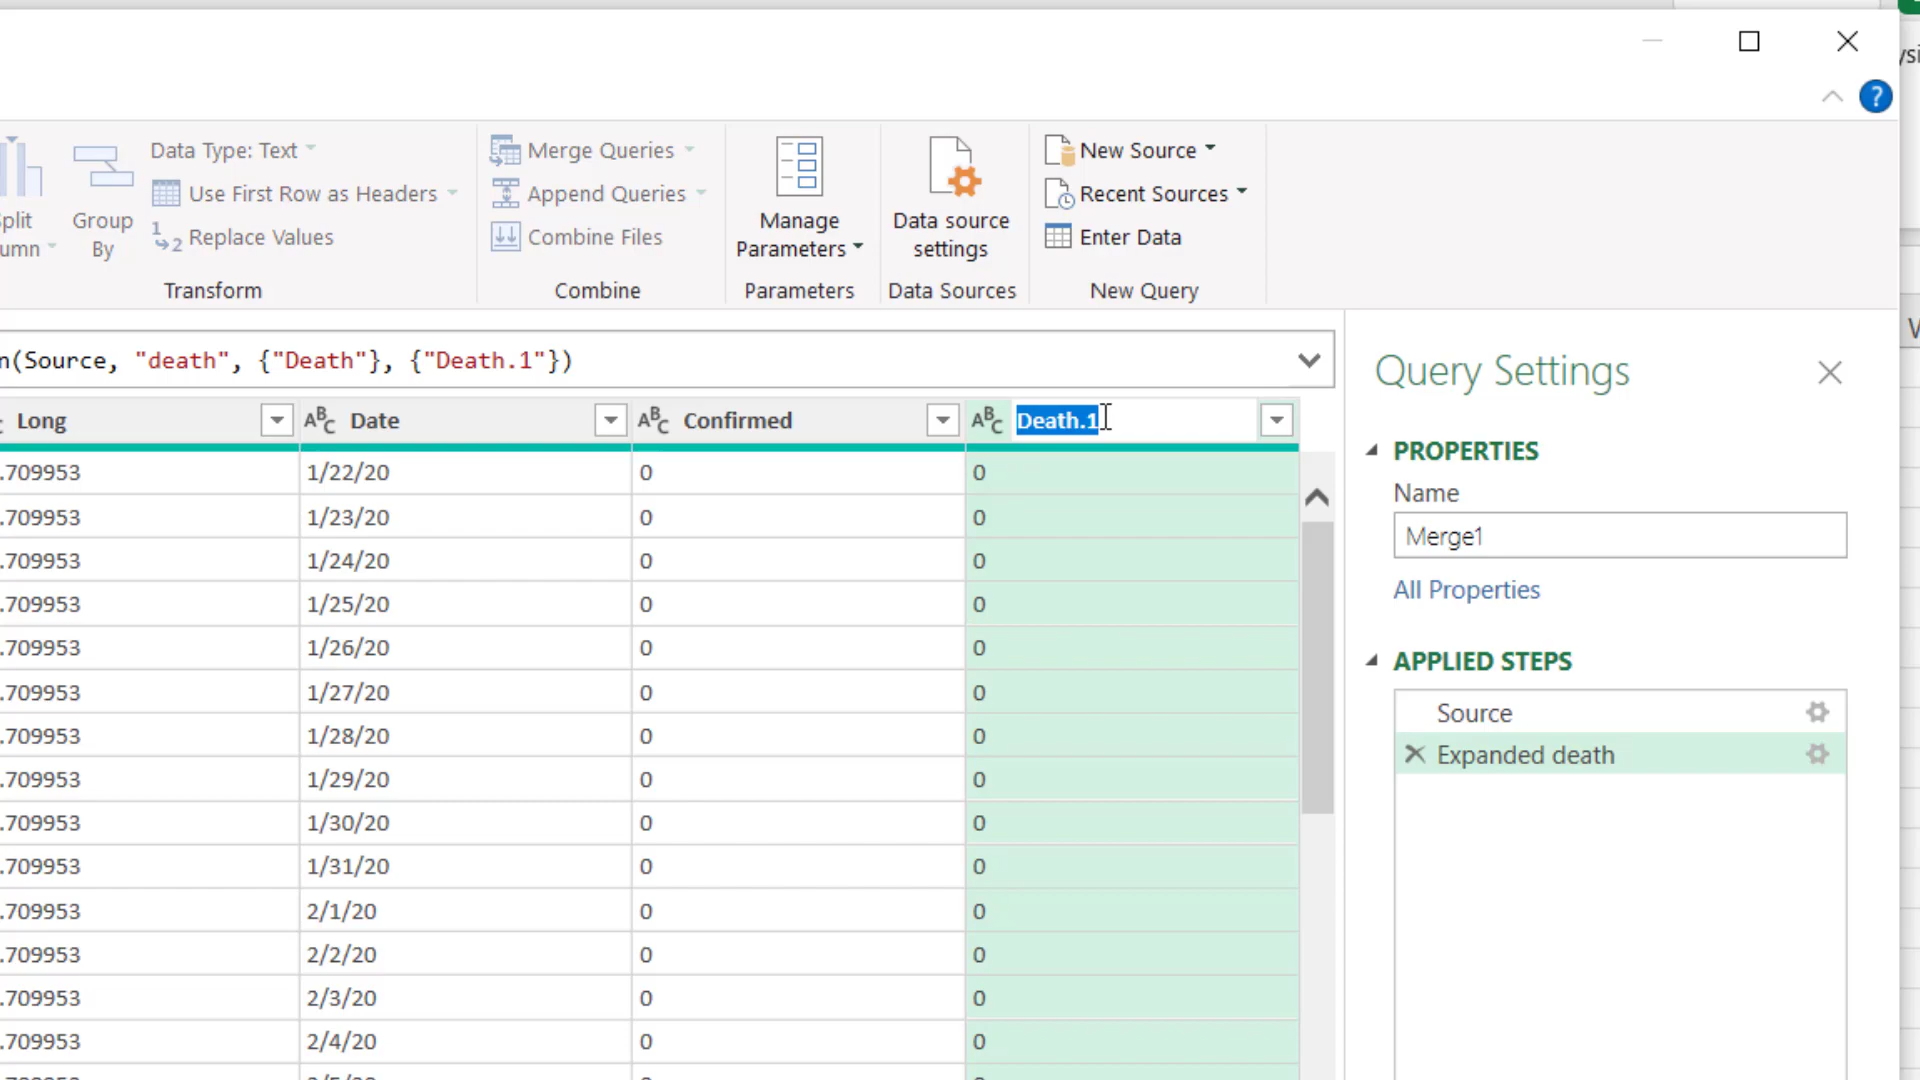 ysi
?
Data Type: Text
Merge Queries
New Source
Use First Row as Headers
Append Queries
Recent Sources
plit
umn
Group
By
Replace Values
Combine Files
Manage
Parameters
Data source
settings
Enter Data
Transform
Combine
Parameters
Data Sources
New Query
n(Source, "death", {"Death"}, {"Death.1"})
Query Settings
Long
ABC Date
ABC Confirmed
ABC Death.1
PROPERTIES
Name
Merge1
All Properties
APPLIED STEPS
Source
Expanded death
.709953 1/22/20 0 0
.709953 1/23/20 0 0
.709953 1/24/20 0 0
.709953 1/25/20 0 0
.709953 1/26/20 0 0
.709953 1/27/20 0 0
.709953 1/28/20 0 0
.709953 1/29/20 0 0
.709953 1/30/20 0 0
.709953 1/31/20 0 0
.709953 2/1/20 0 0
.709953 2/2/20 0 0
.709953 2/3/20 0 0
.709953 2/4/20 0 0